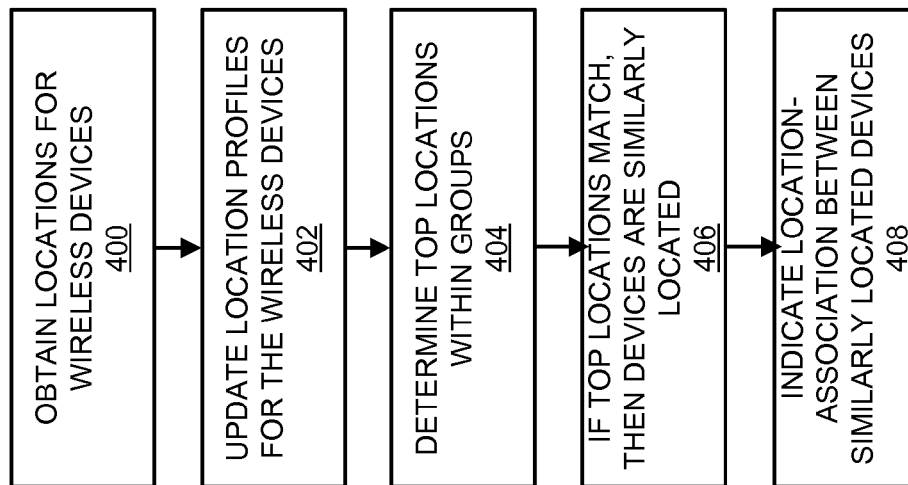 OBTAIN LOCATIONS FOR
WIRELESS DEVICES
400
UPDATE LOCATION PROFILES
FOR THE WIRELESS DEVICES
402
DETERMINE TOP LOCATIONS
WITHIN GROUPS
404
IF TOP LOCATIONS MATCH,
THEN DEVICES ARE SIMILARLY
LOCATED
406
INDICATE LOCATION-
ASSOCIATION BETWEEN
SIMILARLY LOCATED DEVICES
408